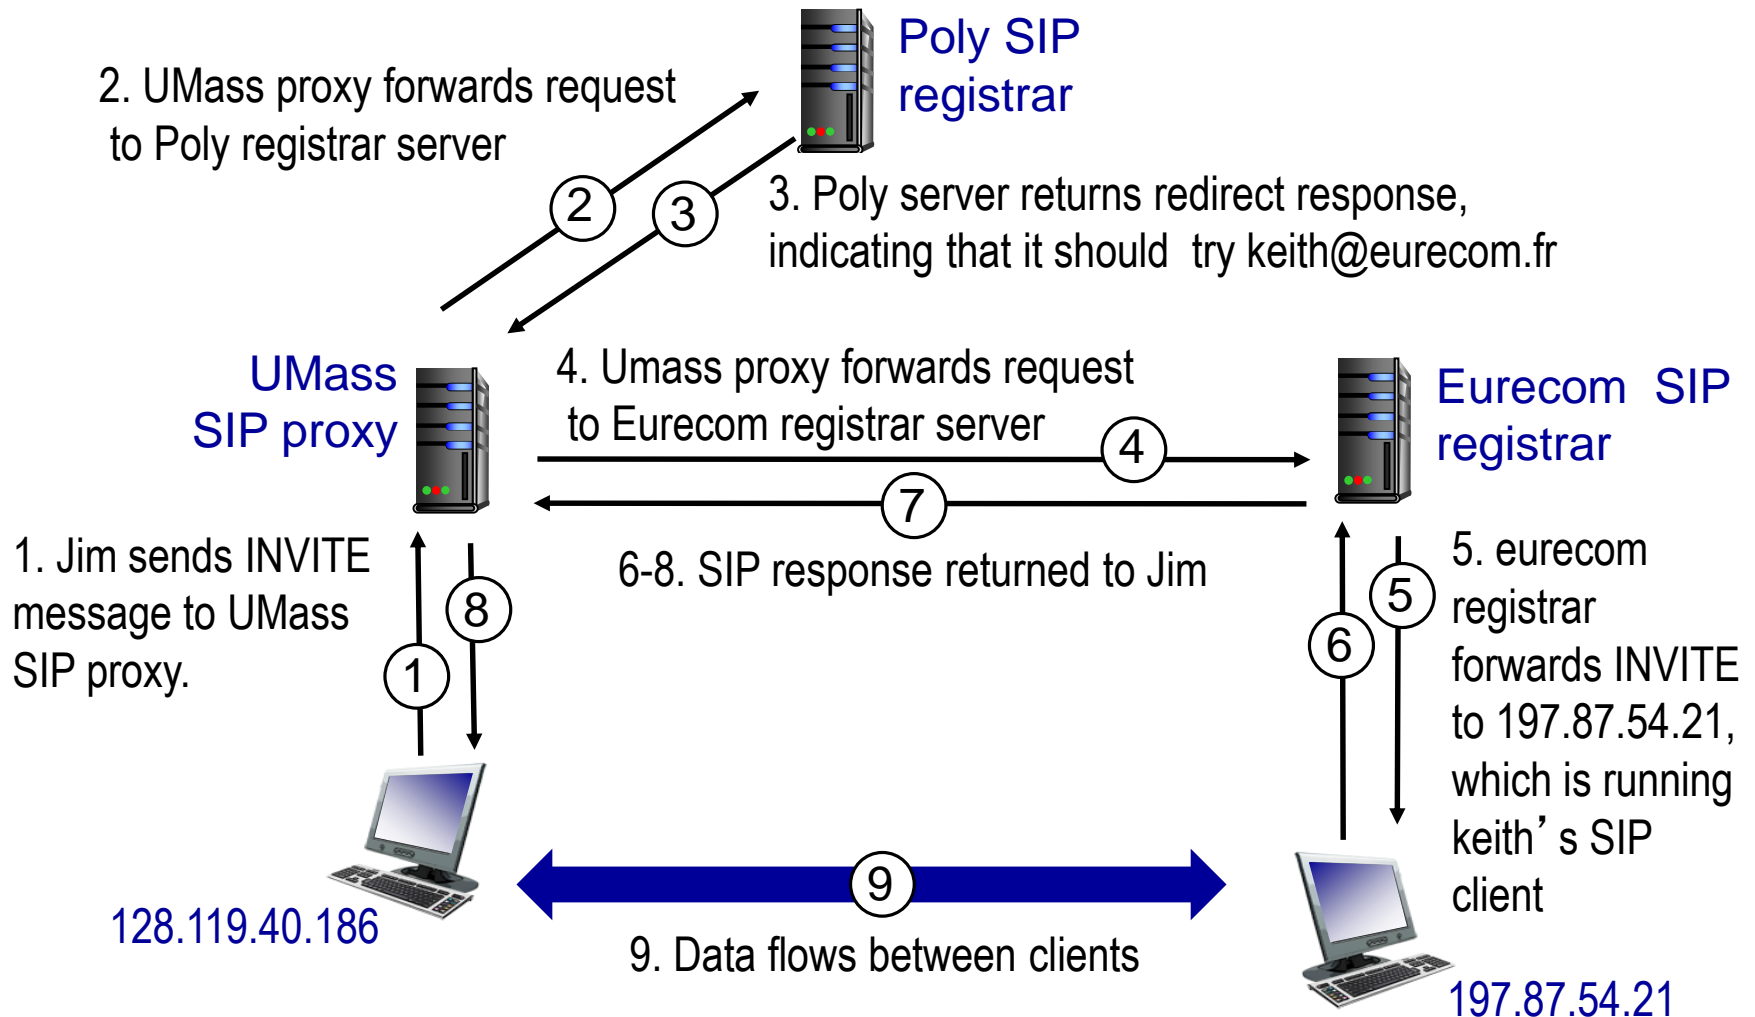 Poly SIP
registrar
2. UMass proxy forwards request
to Poly registrar server
2
3
3. Poly server returns redirect response,
indicating that it should try keith@eurecom.fr
UMass
SIP proxy
4. Umass proxy forwards request
to Eurecom registrar server
4
Eurecom SIP
registrar
7
1. Jim sends INVITE
message to UMass
SIP proxy.
8
1
6-8. SIP response returned to Jim
5
6
5. eurecom
registrar
forwards INVITE
to 197.87.54.21,
which is running
keith’ s SIP
client
9
128.119.40.186
9. Data flows between clients
197.87.54.21